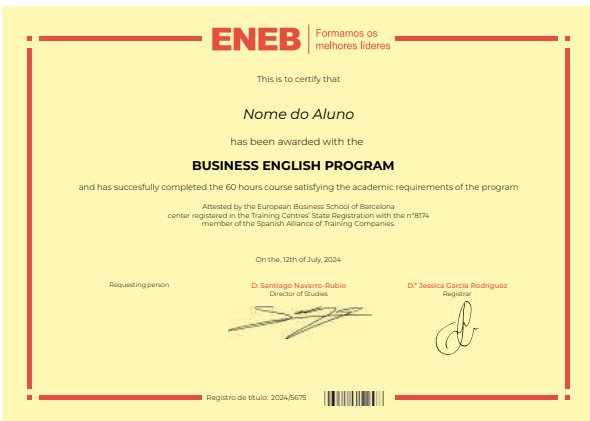 ENEB
Formamos os
melhores líderes
This is to certify that
Nome do Aluno
has been awarded with the
BUSINESS ENGLISH PROGRAM
and has succesfully completed the 60 hours course satisfying the academic requirements of the program
Attested by the European Business School of Barcelona
center registered in the Training Centres' State Registration with the nº8174
member of the Spanish Alliance of Training Companies.
On the, 12th of July, 2024
Requesting person
D. Santiago Navarro-Rubio
Director of Studies
D.ª Jessica García Rodríguez
Registrar
Registro de título: 2024/5675